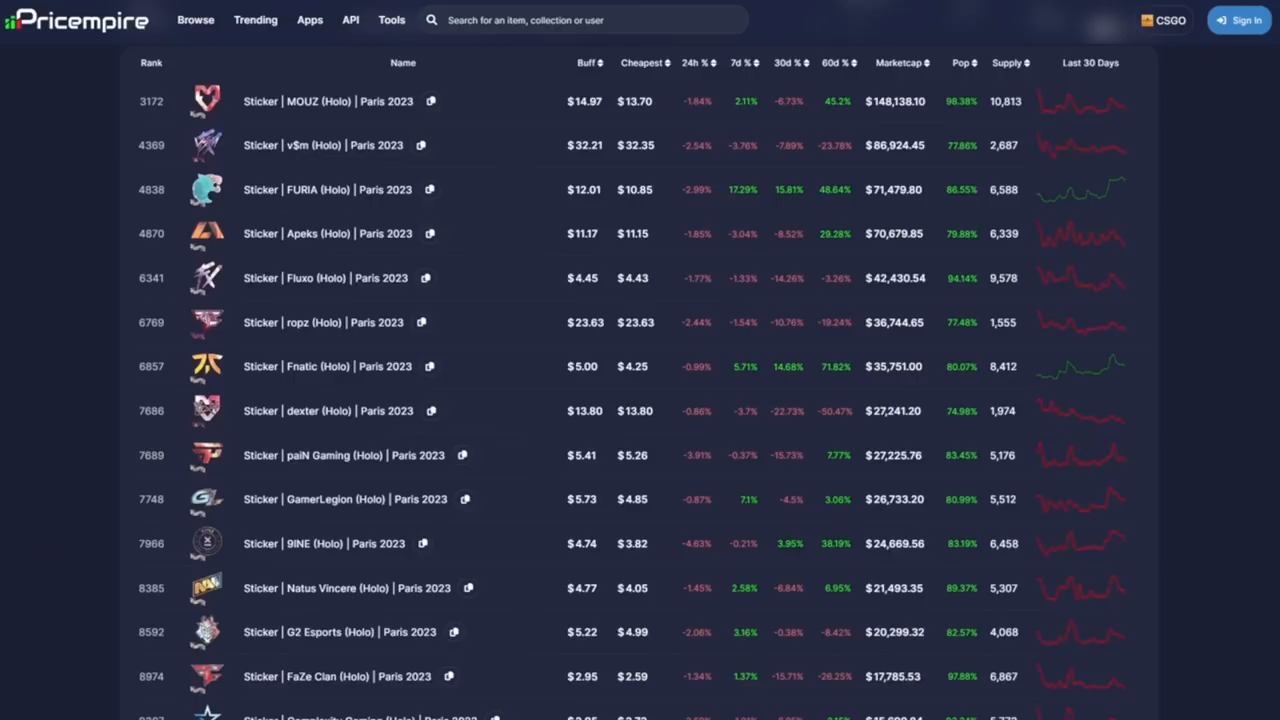 Pricempire Browse Trending Apps API Tools Search for an item, collection or user CSGO Sign In
Rank Name Buff Cheapest 24h % 7d % 30d % 60d % Marketcap Pop Supply Last 30 Days
3172 Sticker | MOUZ (Holo) | Paris 2023 $14.97 $13.70 -1.84% 2.11% -6.73% 45.2% $148,138.10 98.38% 10,813
4369 Sticker | v$m (Holo) | Paris 2023 $32.21 $32.35 -2.54% -3.76% -7.89% -23.78% $86,924.45 77.86% 2,687
4838 Sticker | FURIA (Holo) | Paris 2023 $12.01 $10.85 -2.99% 17.29% 15.81% 48.64% $71,479.80 86.55% 6,588
4870 Sticker | Apeks (Holo) | Paris 2023 $11.17 $11.15 -1.85% -3.04% -8.52% 29.28% $70,679.85 79.88% 6,339
6341 Sticker | Fluxo (Holo) | Paris 2023 $4.45 $4.43 -1.77% -1.33% -14.26% -3.26% $42,430.54 94.14% 9,578
6769 Sticker | ropz (Holo) | Paris 2023 $23.63 $23.63 -2.44% -1.54% -10.76% -19.24% $36,744.65 77.48% 1,555
6857 Sticker | Fnatic (Holo) | Paris 2023 $5.00 $4.25 -0.99% 5.71% 14.68% 71.82% $35,751.00 80.07% 8,412
7686 Sticker | dexter (Holo) | Paris 2023 $13.80 $13.80 -0.86% -3.7% -22.73% -50.47% $27,241.20 74.98% 1,974
7689 Sticker | paiN Gaming (Holo) | Paris 2023 $5.41 $5.26 -3.91% -0.37% -15.73% 7.77% $27,225.76 83.45% 5,176
7748 Sticker | GamerLegion (Holo) | Paris 2023 $5.73 $4.85 -0.87% 7.1% -4.5% 3.06% $26,733.20 80.99% 5,512
7966 Sticker | 9INE (Holo) | Paris 2023 $4.74 $3.82 -4.63% -0.21% 3.95% 38.19% $24,669.56 83.19% 6,458
8385 Sticker | Natus Vincere (Holo) | Paris 2023 $4.77 $4.05 -1.45% 2.58% -6.84% 6.95% $21,493.35 89.37% 5,307
8592 Sticker | G2 Esports (Holo) | Paris 2023 $5.22 $4.99 -2.06% 3.16% -0.38% -8.42% $20,299.32 82.57% 4,068
8974 Sticker | FaZe Clan (Holo) | Paris 2023 $2.95 $2.59 -1.34% 1.37% -15.71% -26.25% $17,785.53 97.88% 6,867
Sticker | Complexity Gaming (Holo) | Paris 2023